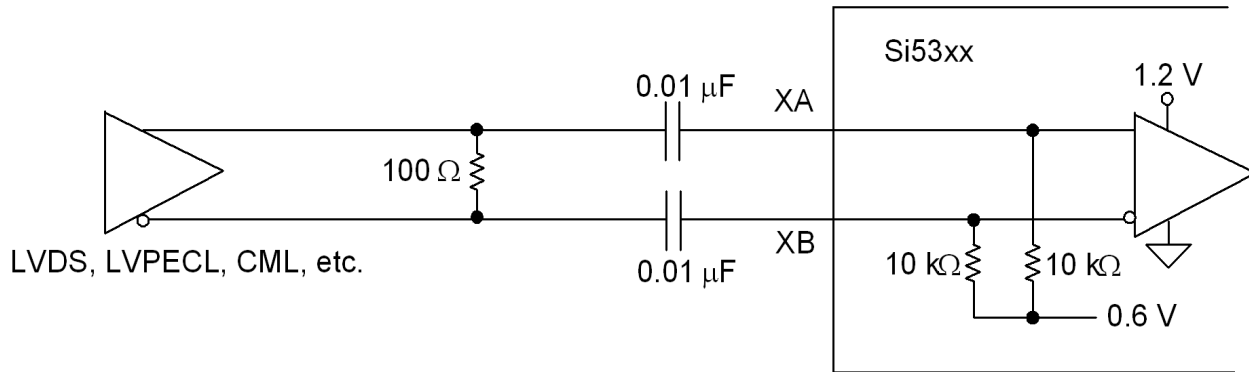 Si53xx
1.2 V
0.01 μF
XA
100 Ω
XB
LVDS, LVPECL, CML, etc.
0.01 μF
10 kΩ
10 kΩ
0.6 V